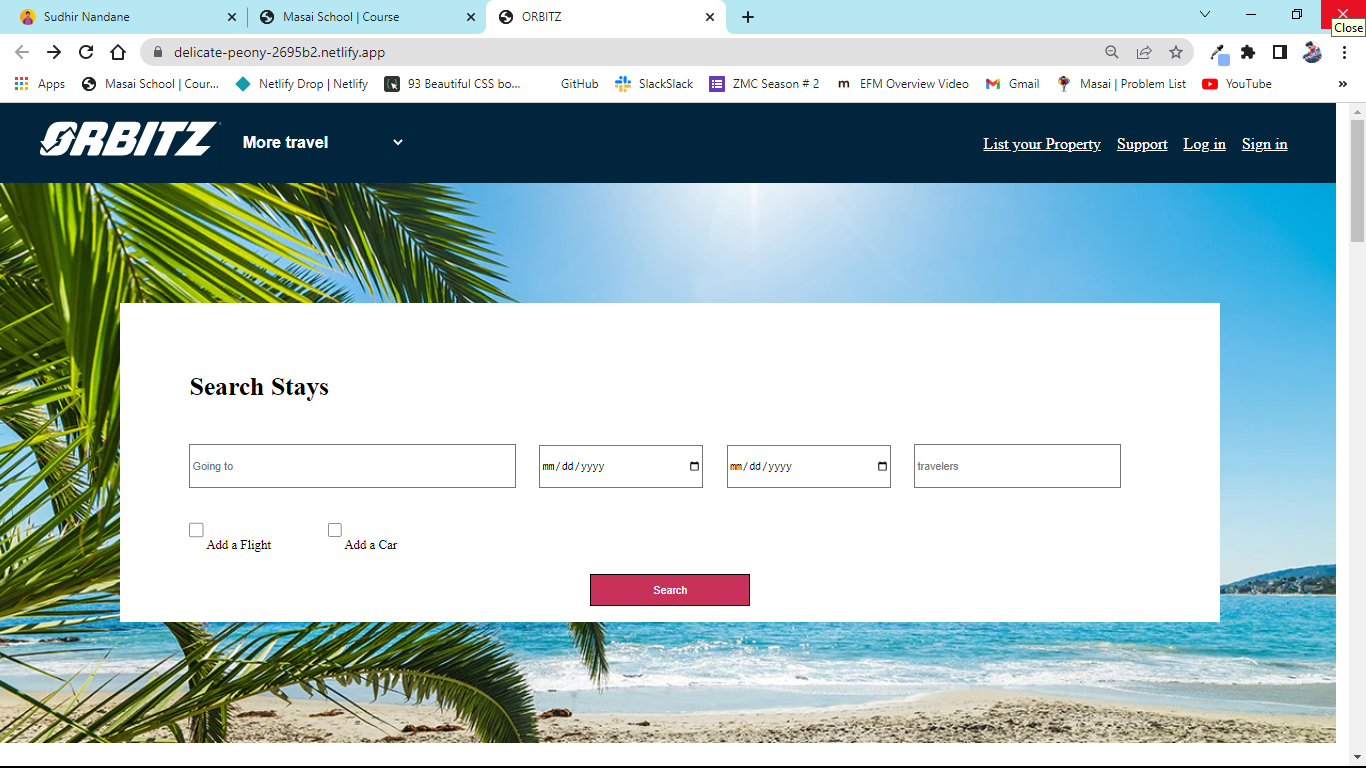 Sudhir Nandane
Masai School | Course
ORBITZ
Close
delicate-peony-2695b2.netlify.app
Apps
Masai School | Cour...
Netlify Drop | Netlify
93 Beautiful CSS bo...
GitHub
SlackSlack
ZMC Season # 2
m
EFM Overview Video
Gmail
Masai | Problem List
YouTube
»
ORBITZ
More travel
List your Property
Support
Log in
Sign in
Search Stays
Going to
mm/dd/yyyy
mm/dd/yyyy
travelers
Add a Flight
Add a Car
Search